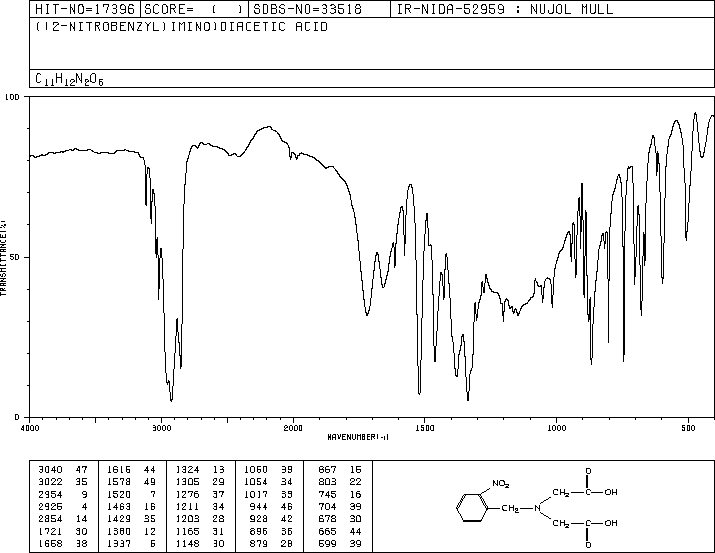 HIT-NO=17396 SCORE= ( ) SDBS-NO=33518 IR-NIDA-52959 : NUJOL MULL
((2-NITROBENZYL)IMINO)DIACETIC ACID
C11H12N2O6
100
50
0
TRANSMITTANCE(%)
4000 3000 2000 1500 1000 500
WAVENUMBER(-1)
3040 47 1616 44 1324 13 1060 39 867 16
3022 35 1578 49 1305 29 1054 34 803 22
2954 9 1520 7 1276 37 1017 39 745 16
2925 4 1463 16 1211 34 944 46 704 39
2854 14 1429 35 1203 28 928 42 678 30
1721 30 1380 12 1165 31 896 36 665 44
1658 38 1337 5 1148 30 879 28 599 39
NO2
O
CH2 C OH
CH2 N
CH2 C OH
O